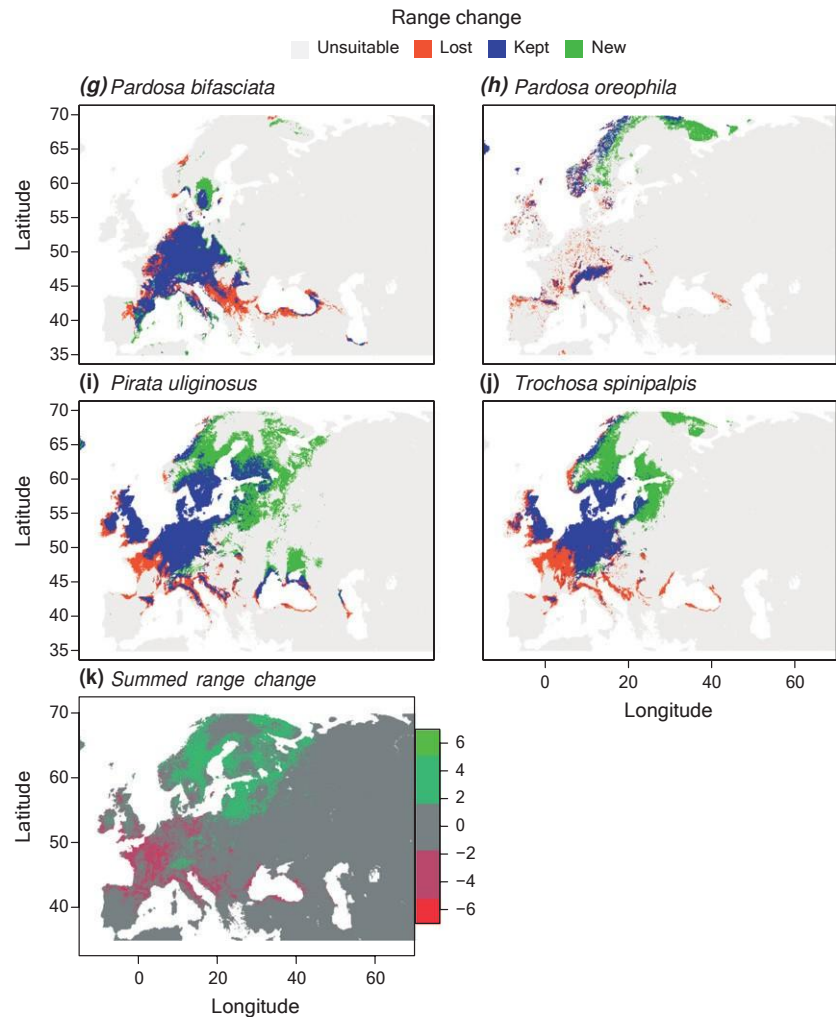 Range change
Unsuitable Lost Kept New
(g) Pardosa bifasciata
(h) Pardosa oreophila
70
65
60
55
50
45
40
35
Latitude
(i) Pirata uliginosus
(j) Trochosa spinipalpis
70
65
60
55
50
45
40
35
Latitude
0 20 40 60
Longitude
(k) Summed range change
70
60
50
40
Latitude
6
4
2
0
−2
−4
−6
0 20 40 60
Longitude